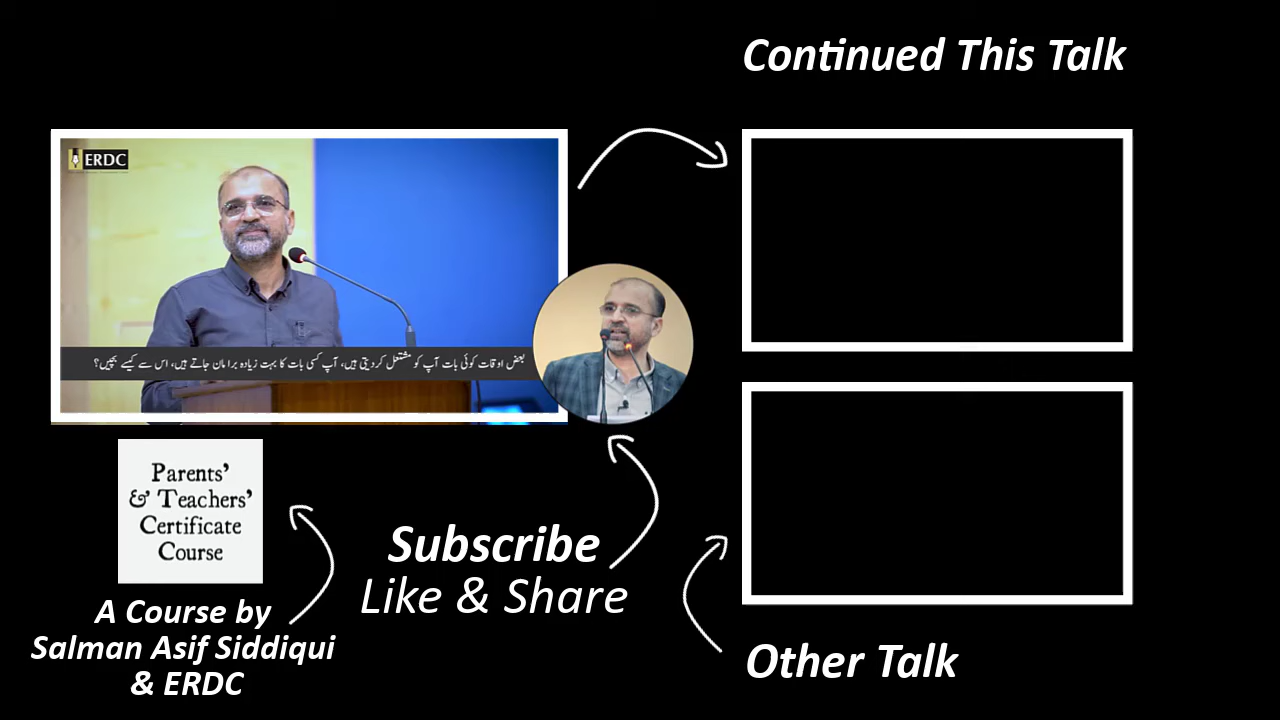 Continued This Talk
ERDC
بعض اوقات کوئی بات آپ کو مشتعل کردیتی ہیں، آپ کسی بات کا بہت زیادہ برا مان جاتے ہیں، اس سے کیسے بچیں؟
Parents'
& Teachers'
Certificate
Course
A Course by
Salman Asif Siddiqui
& ERDC
Subscribe
Like & Share
Other Talk